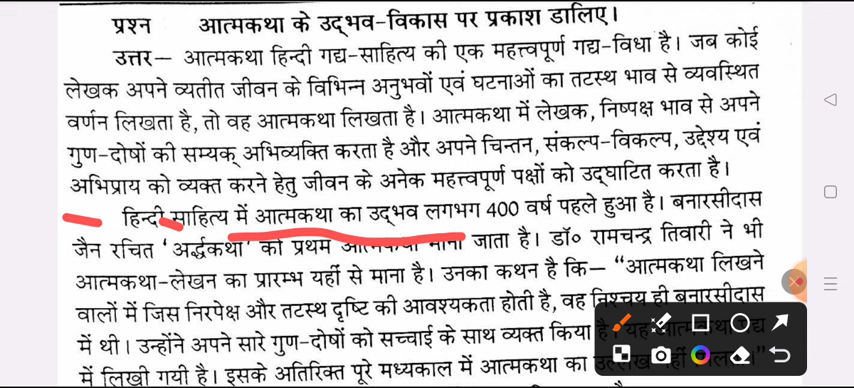 प्रश्न आत्मकथा के उद्भव-विकास पर प्रकाश डालिए।
उत्तर— आत्मकथा हिन्दी गद्य-साहित्य की एक महत्त्वपूर्ण गद्य-विधा है। जब कोई
लेखक अपने व्यतीत जीवन के विभिन्न अनुभवों एवं घटनाओं का तटस्थ भाव से व्यवस्थित
वर्णन लिखता है, तो वह आत्मकथा लिखता है। आत्मकथा में लेखक, निष्पक्ष भाव से अपने
गुण-दोषों की सम्यक् अभिव्यक्ति करता है और अपने चिन्तन, संकल्प-विकल्प, उद्देश्य एवं
अभिप्राय को व्यक्त करने हेतु जीवन के अनेक महत्त्वपूर्ण पक्षों को उद्घाटित करता है।
हिन्दी साहित्य में आत्मकथा का उद्भव लगभग 400 वर्ष पहले हुआ है। बनारसीदास
जैन रचित 'अर्द्धकथा' को प्रथम आत्मकथा माना जाता है। डॉ० रामचन्द्र तिवारी ने भी
आत्मकथा-लेखन का प्रारम्भ यहीं से माना है। उनका कथन है कि— “आत्मकथा लिखने
वालों में जिस निरपेक्ष और तटस्थ दृष्टि की आवश्यकता होती है, वह निश्चय ही बनारसीदास
में थी। उन्होंने अपने सारे गुण-दोषों को सच्चाई के साथ व्यक्त किया है।
में लिखी गयी है। इसके अतिरिक्त पूरे मध्यकाल में आत्मकथा का